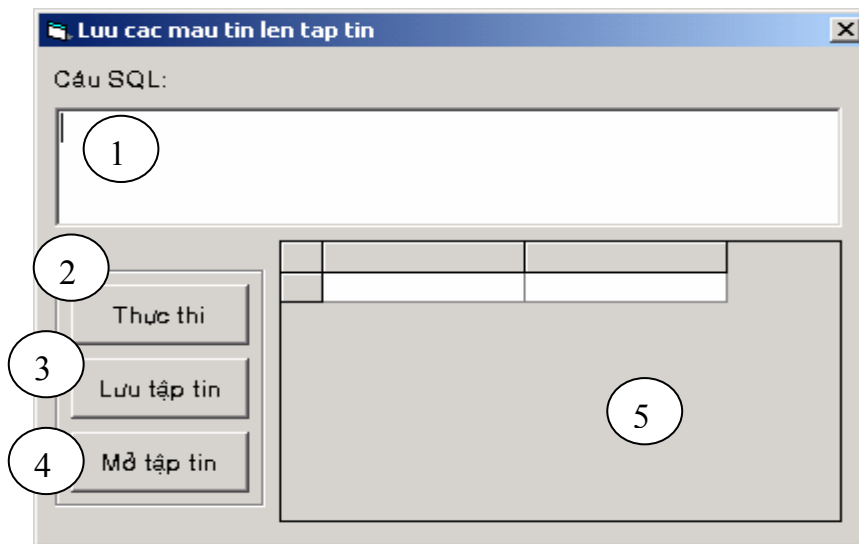 Luu cac mau tin len tap tin
Câu SQL:
1
2
Thực thi
3
Lưu tập tin
5
4
Mở tập tin